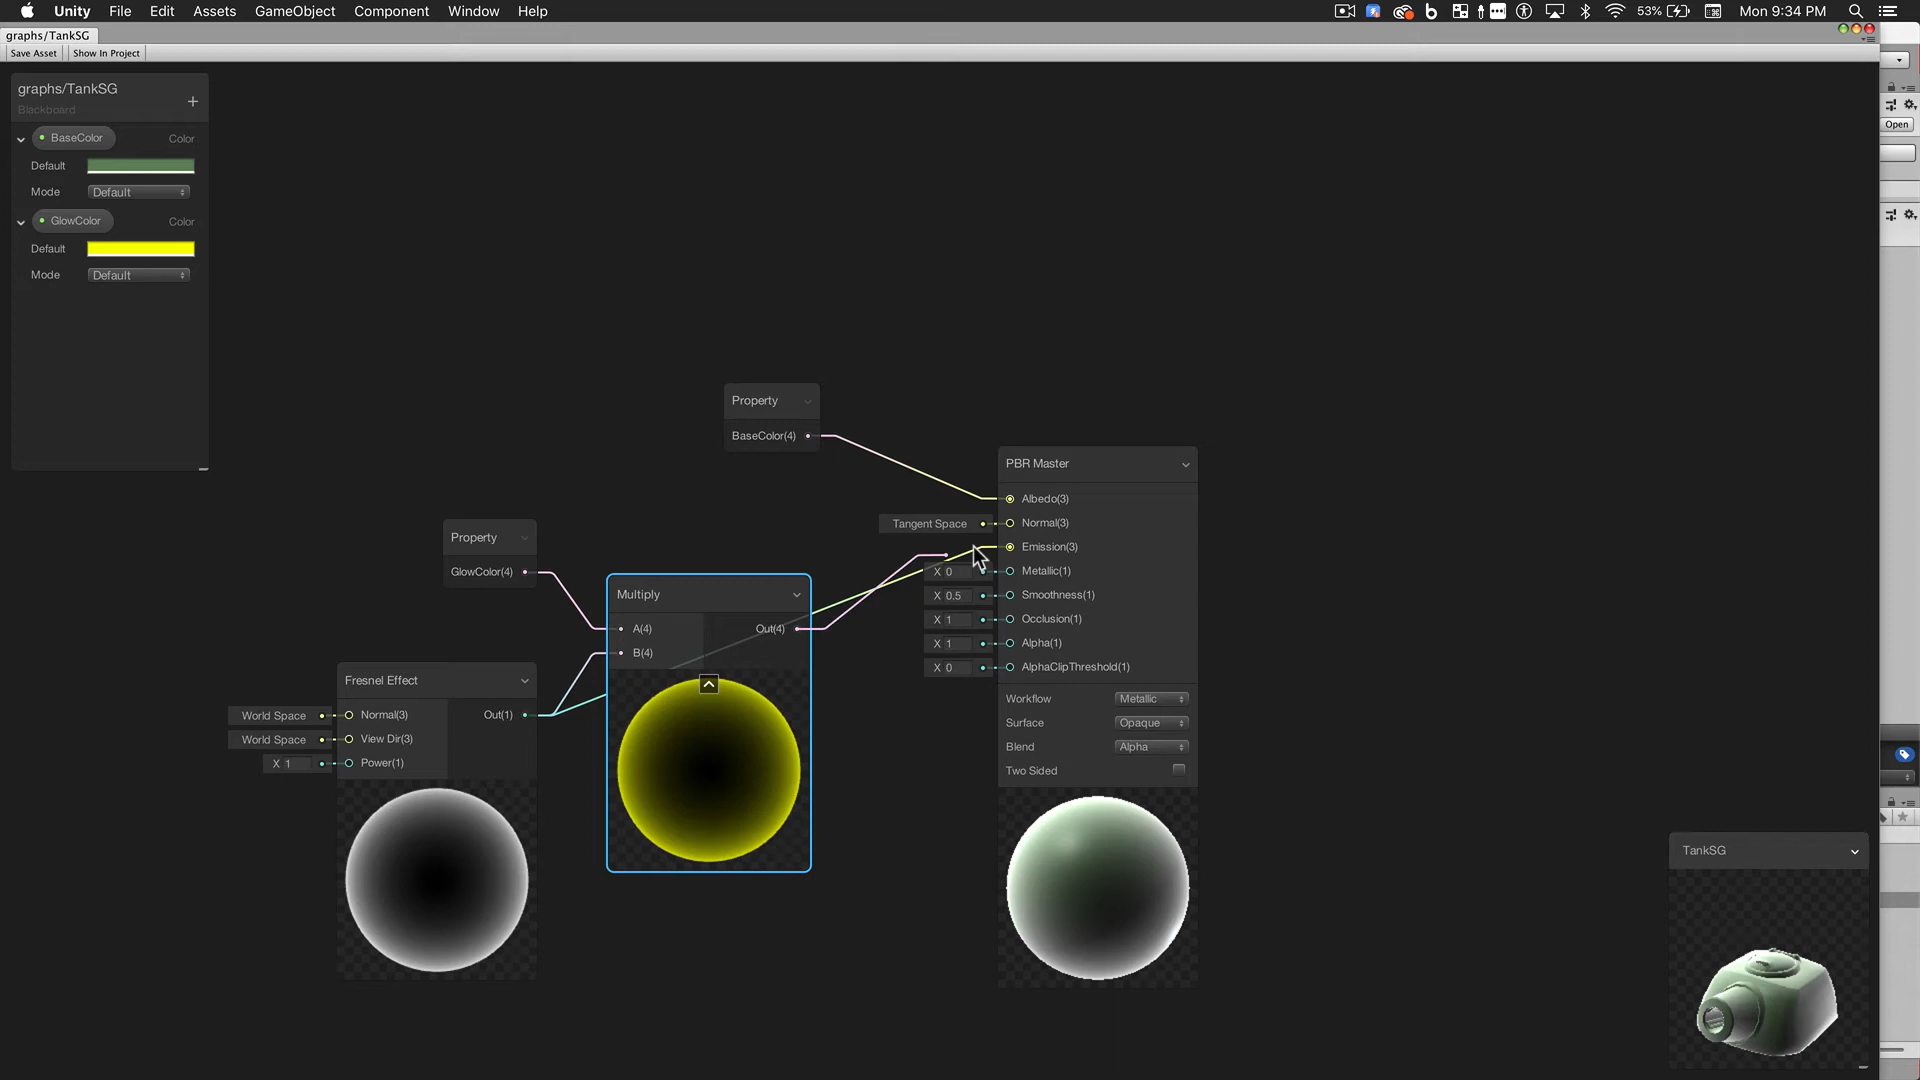 Unity File Edit Assets GameObject Component Window Help
53% Mon 9:34 PM
graphs/TankSG
Save Asset Show In Project
graphs/TankSG
Blackboard
BaseColor Color
Default
Mode Default
GlowColor Color
Default
Mode Default
Open
Property
BaseColor(4)
PBR Master
Albedo(3)
Tangent Space Normal(3)
Emission(3)
X 0 Metallic(1)
X 0.5 Smoothness(1)
X 1 Occlusion(1)
X 1 Alpha(1)
X 0 AlphaClipThreshold(1)
Workflow Metallic
Surface Opaque
Blend Alpha
Two Sided
Property
GlowColor(4)
Multiply
A(4) Out(4)
B(4)
Fresnel Effect
World Space Normal(3) Out(1)
World Space View Dir(3)
X 1 Power(1)
TankSG